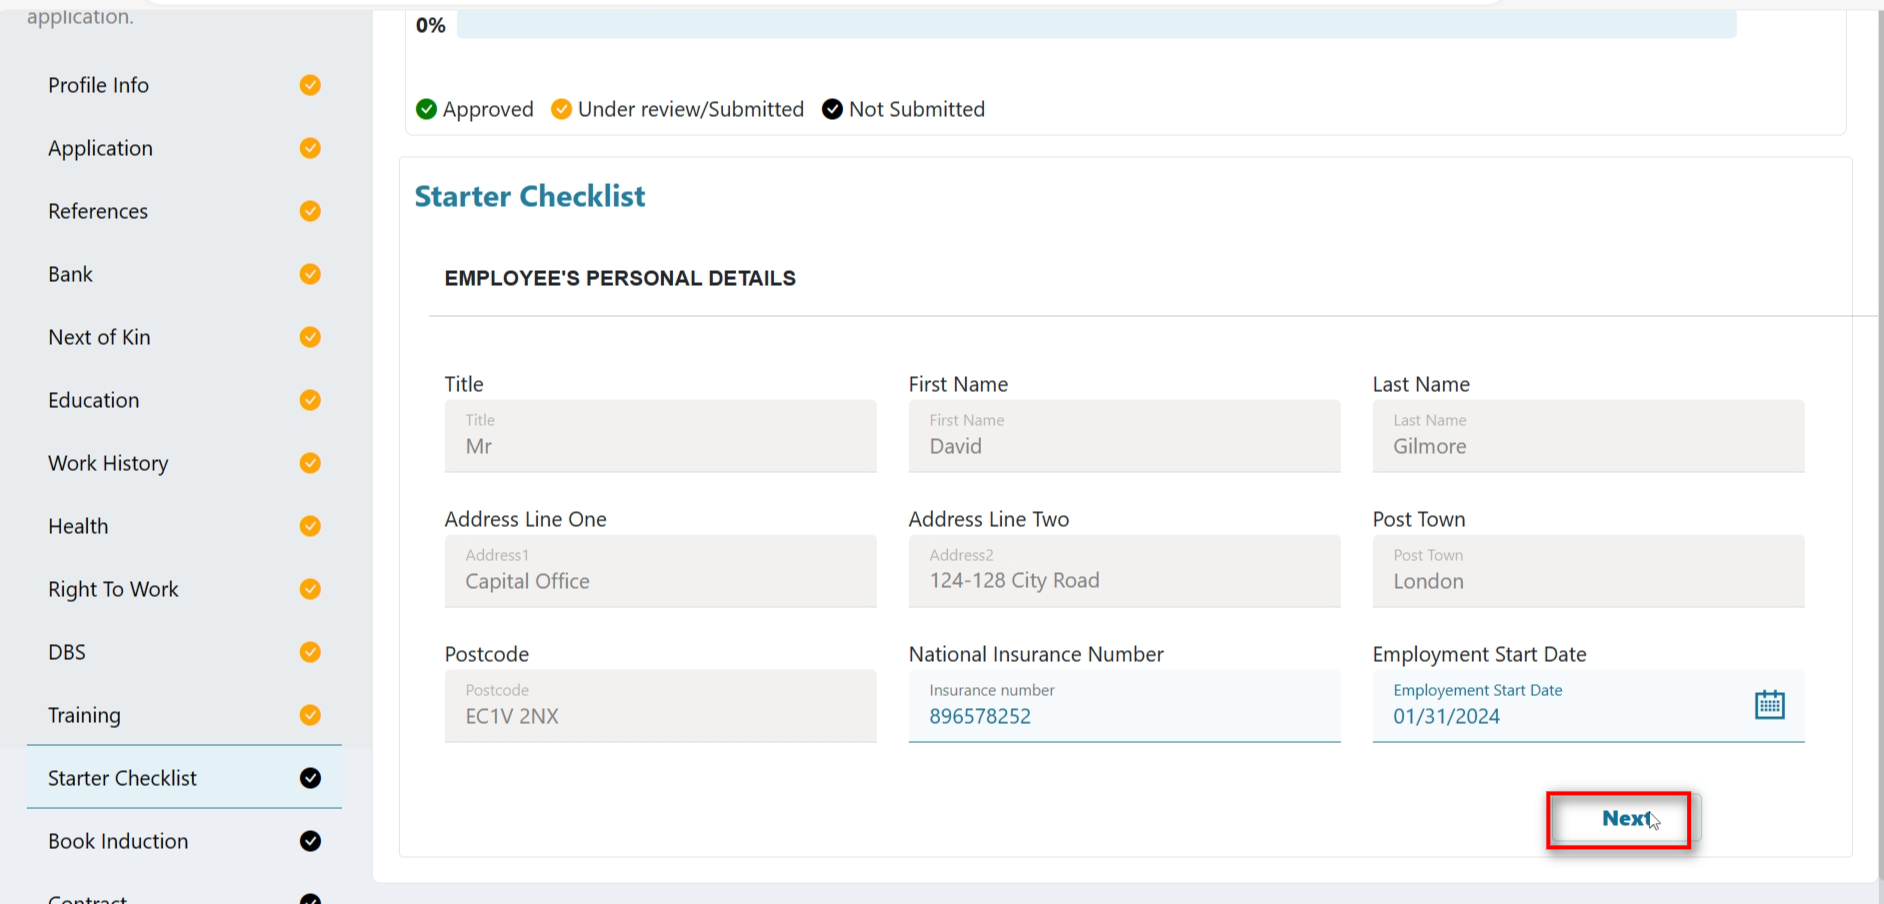 application.
Profile Info
Application
References
Bank
Next of Kin
Education
Work History
Health
Right To Work
DBS
Training
Starter Checklist
Book Induction
Contract
0%
Approved Under review/Submitted Not Submitted
Starter Checklist
EMPLOYEE'S PERSONAL DETAILS
Title First Name Last Name
Title First Name Last Name
Mr David Gilmore
Address Line One Address Line Two Post Town
Address1 Address2 Post Town
Capital Office 124-128 City Road London
Postcode National Insurance Number Employment Start Date
Postcode Insurance number Employement Start Date
EC1V 2NX 896578252 01/31/2024
Next